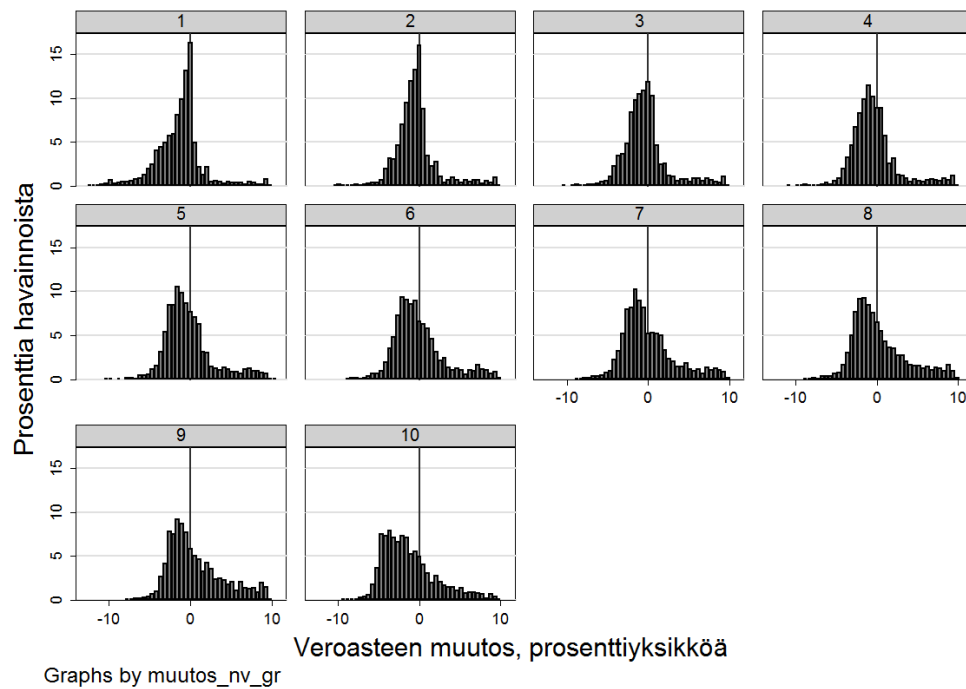 1 2 3 4
15
10
5
0
5 6 7 8
15
10
5
0
-10 0 10 -10 0 10
9 10
15
10
5
0
-10 0 10 -10 0 10
Prosenttia havainnoista
Veroasteen muutos, prosenttiyksikköä
Graphs by muutos_nv_gr